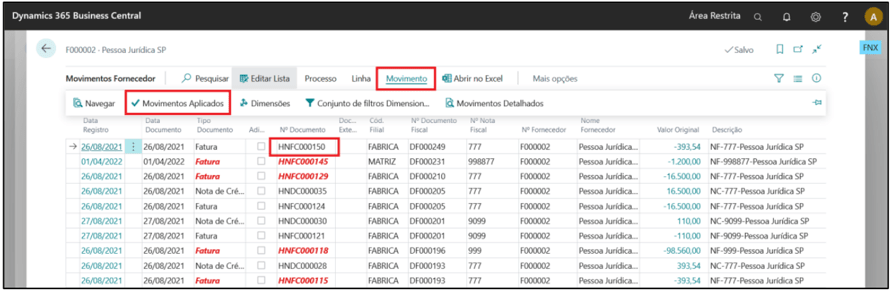 Dynamics 365 Business Central Área Restrita ? A
F000002 · Pessoa Jurídica SP Salvo FNX
Movimentos Fornecedor Pesquisar Editar Lista Processo Linha Movimento Abrir no Excel Mais opções
Navegar Movimentos Aplicados Dimensões Conjunto de filtros Dimension... Movimentos Detalhados
Data Registro Data Documento Tipo Documento Adi... Nº Documento Doc... Exte... Cód. Filial Nº Documento Fiscal Nº Nota Fiscal Nº Fornecedor Nome Fornecedor Valor Original Descrição
26/08/2021 26/08/2021 Fatura HNFC000150 FABRICA DF000249 777 F000002 Pessoa Jurídica... -393,54 NF-777-Pessoa Jurídica SP
01/04/2022 01/04/2022 Fatura HNFC000145 MATRIZ DF000231 998877 F000002 Pessoa Jurídica... -1.200,00 NF-998877-Pessoa Jurídica SP
26/08/2021 26/08/2021 Fatura HNFC000129 FABRICA DF000210 777 F000002 Pessoa Jurídica... -16.500,00 NF-777-Pessoa Jurídica SP
26/08/2021 26/08/2021 Nota de Cré... HNDC000035 FABRICA DF000205 777 F000002 Pessoa Jurídica... 16.500,00 NC-777-Pessoa Jurídica SP
26/08/2021 26/08/2021 Fatura HNFC000124 FABRICA DF000205 777 F000002 Pessoa Jurídica... -16.500,00 NF-777-Pessoa Jurídica SP
27/08/2021 27/08/2021 Nota de Cré... HNDC000030 FABRICA DF000201 9099 F000002 Pessoa Jurídica... 110,00 NC-9099-Pessoa Jurídica SP
27/08/2021 27/08/2021 Fatura HNFC000121 FABRICA DF000201 9099 F000002 Pessoa Jurídica... -110,00 NF-9099-Pessoa Jurídica SP
26/08/2021 26/08/2021 Fatura HNFC000118 FABRICA DF000196 999 F000002 Pessoa Jurídica... -98.560,00 NF-999-Pessoa Jurídica SP
26/08/2021 26/08/2021 Nota de Cré... HNDC000028 FABRICA DF000193 777 F000002 Pessoa Jurídica... 393,54 NC-777-Pessoa Jurídica SP
26/08/2021 26/08/2021 Fatura HNFC000115 FABRICA DF000193 777 F000002 Pessoa Jurídica... -393,54 NF-777-Pessoa Jurídica SP